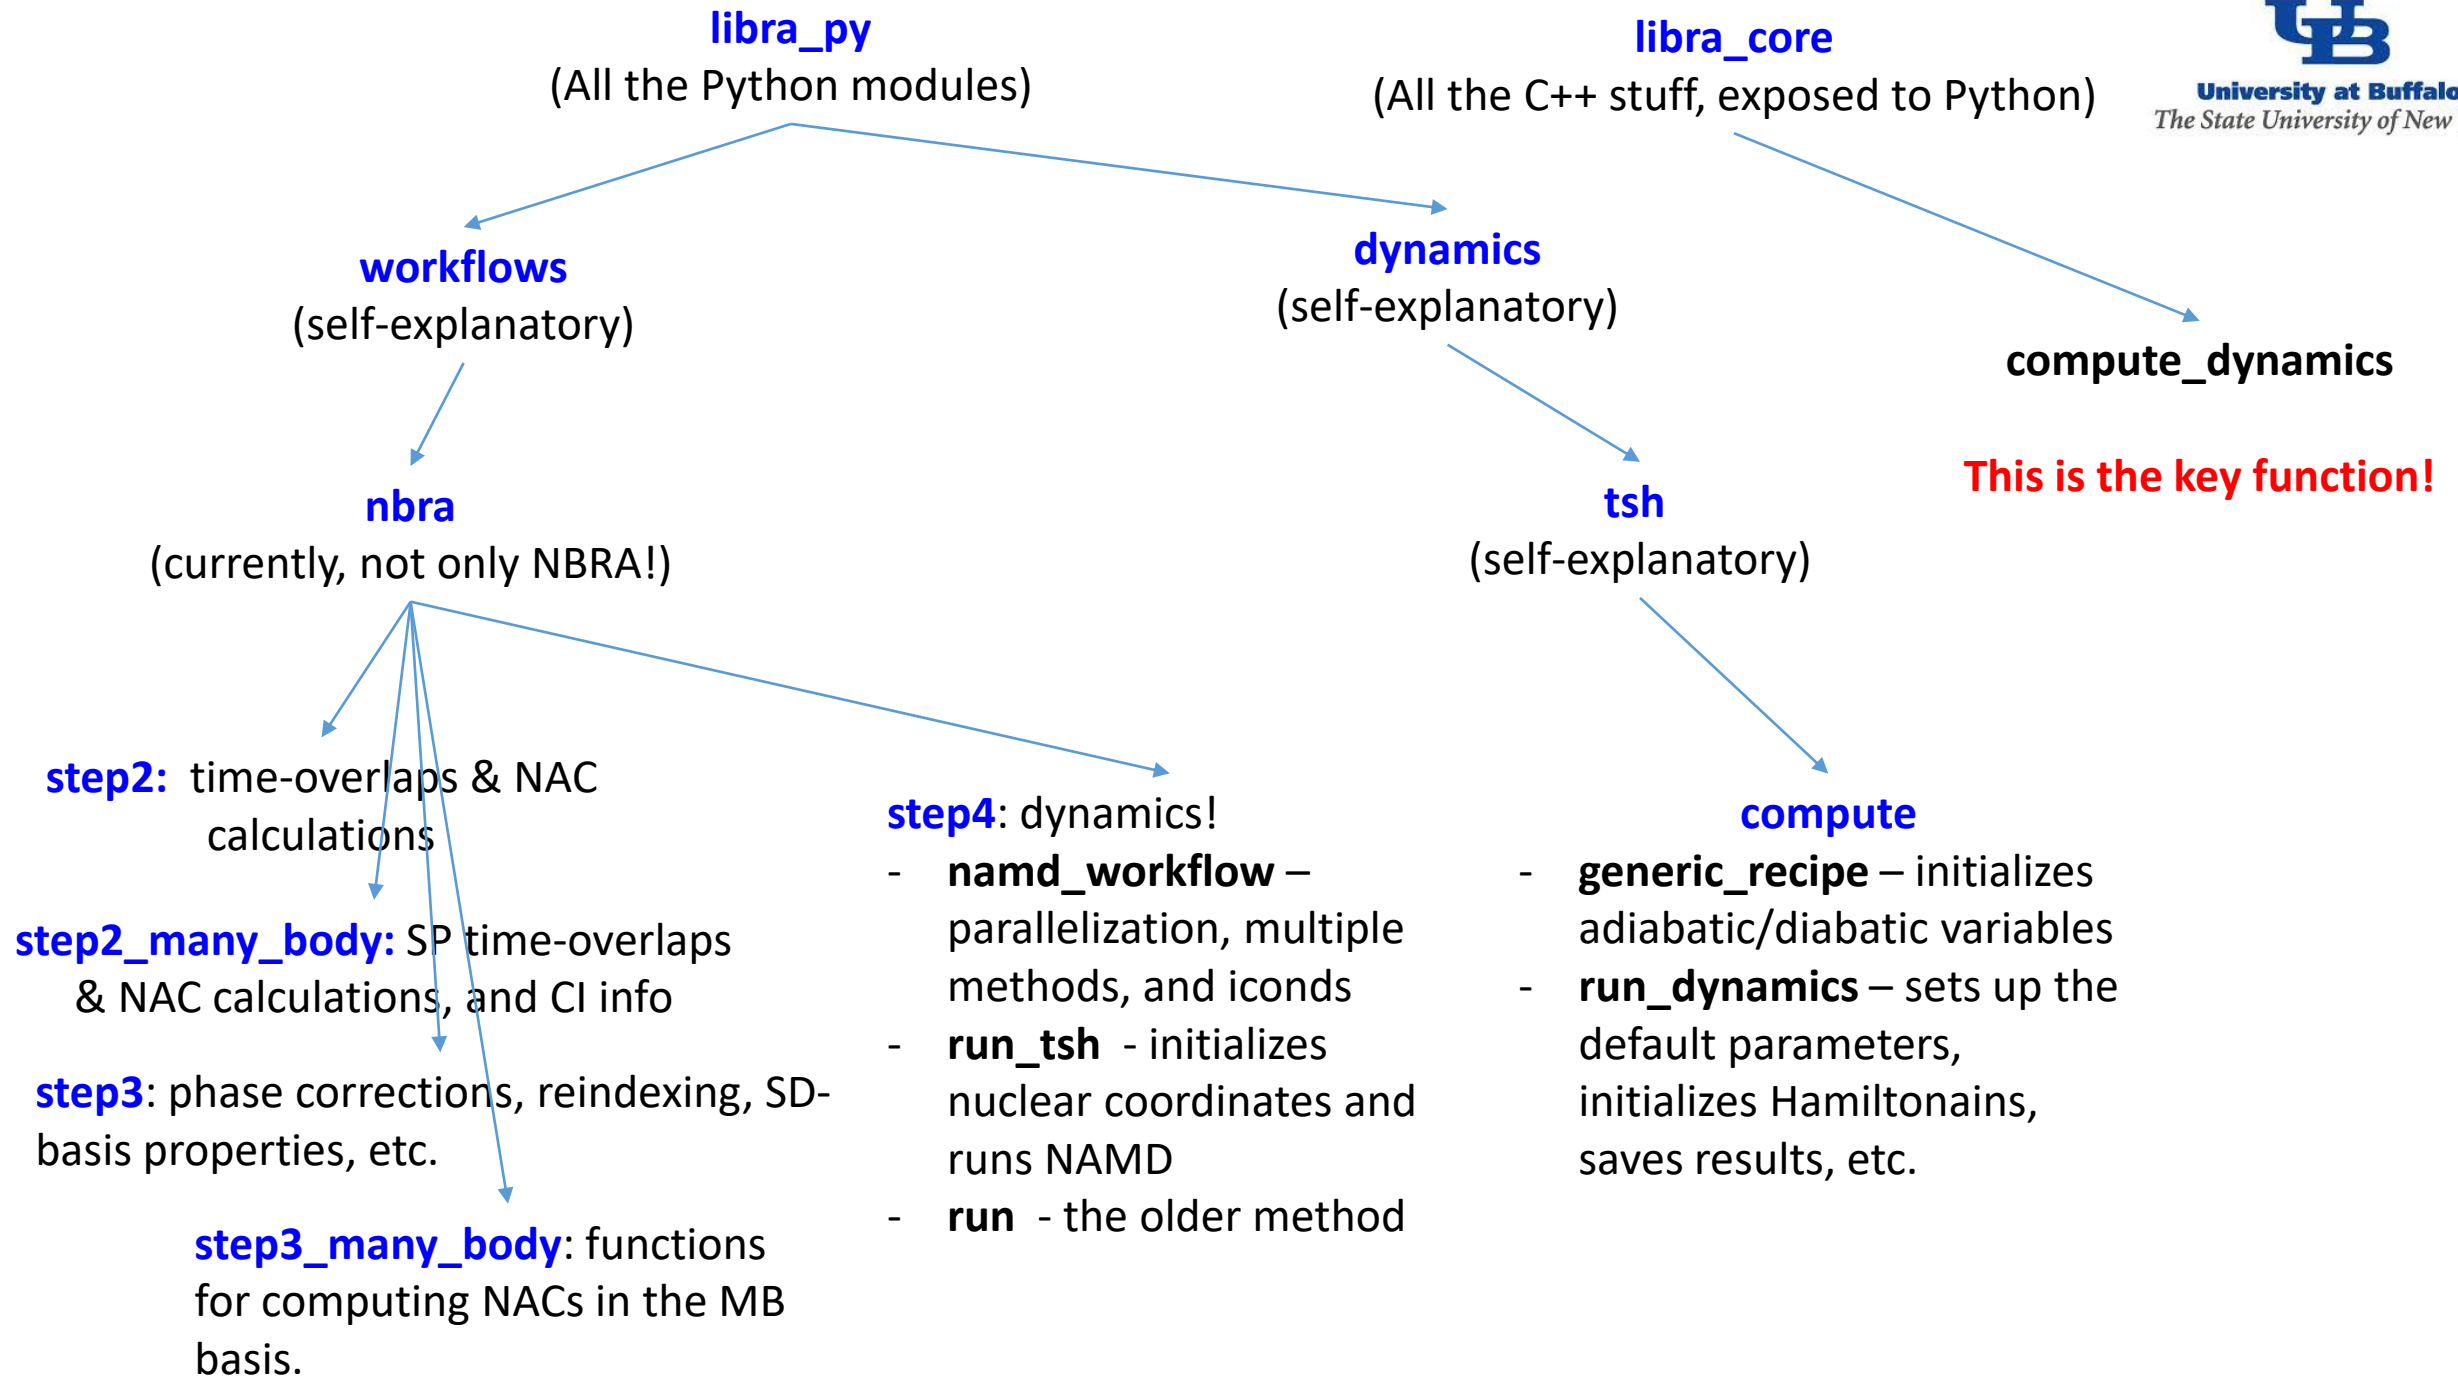 libra_py
(All the Python modules)
libra_core
(All the C++ stuff, exposed to Python)
UB
University at Buffalo
The State University of New
workflows
(self-explanatory)
dynamics
(self-explanatory)
compute_dynamics
This is the key function!
nbra
(currently, not only NBRA!)
tsh
(self-explanatory)
step2: time-overlaps & NAC
calculations
step2_many_body: SP time-overlaps
& NAC calculations, and CI info
step3: phase corrections, reindexing, SD-
basis properties, etc.
step3_many_body: functions
for computing NACs in the MB
basis.
step4: dynamics!
- namd_workflow –
parallelization, multiple
methods, and iconds
- run_tsh - initializes
nuclear coordinates and
runs NAMD
- run - the older method
compute
- generic_recipe – initializes
adiabatic/diabatic variables
- run_dynamics – sets up the
default parameters,
initializes Hamiltonains,
saves results, etc.